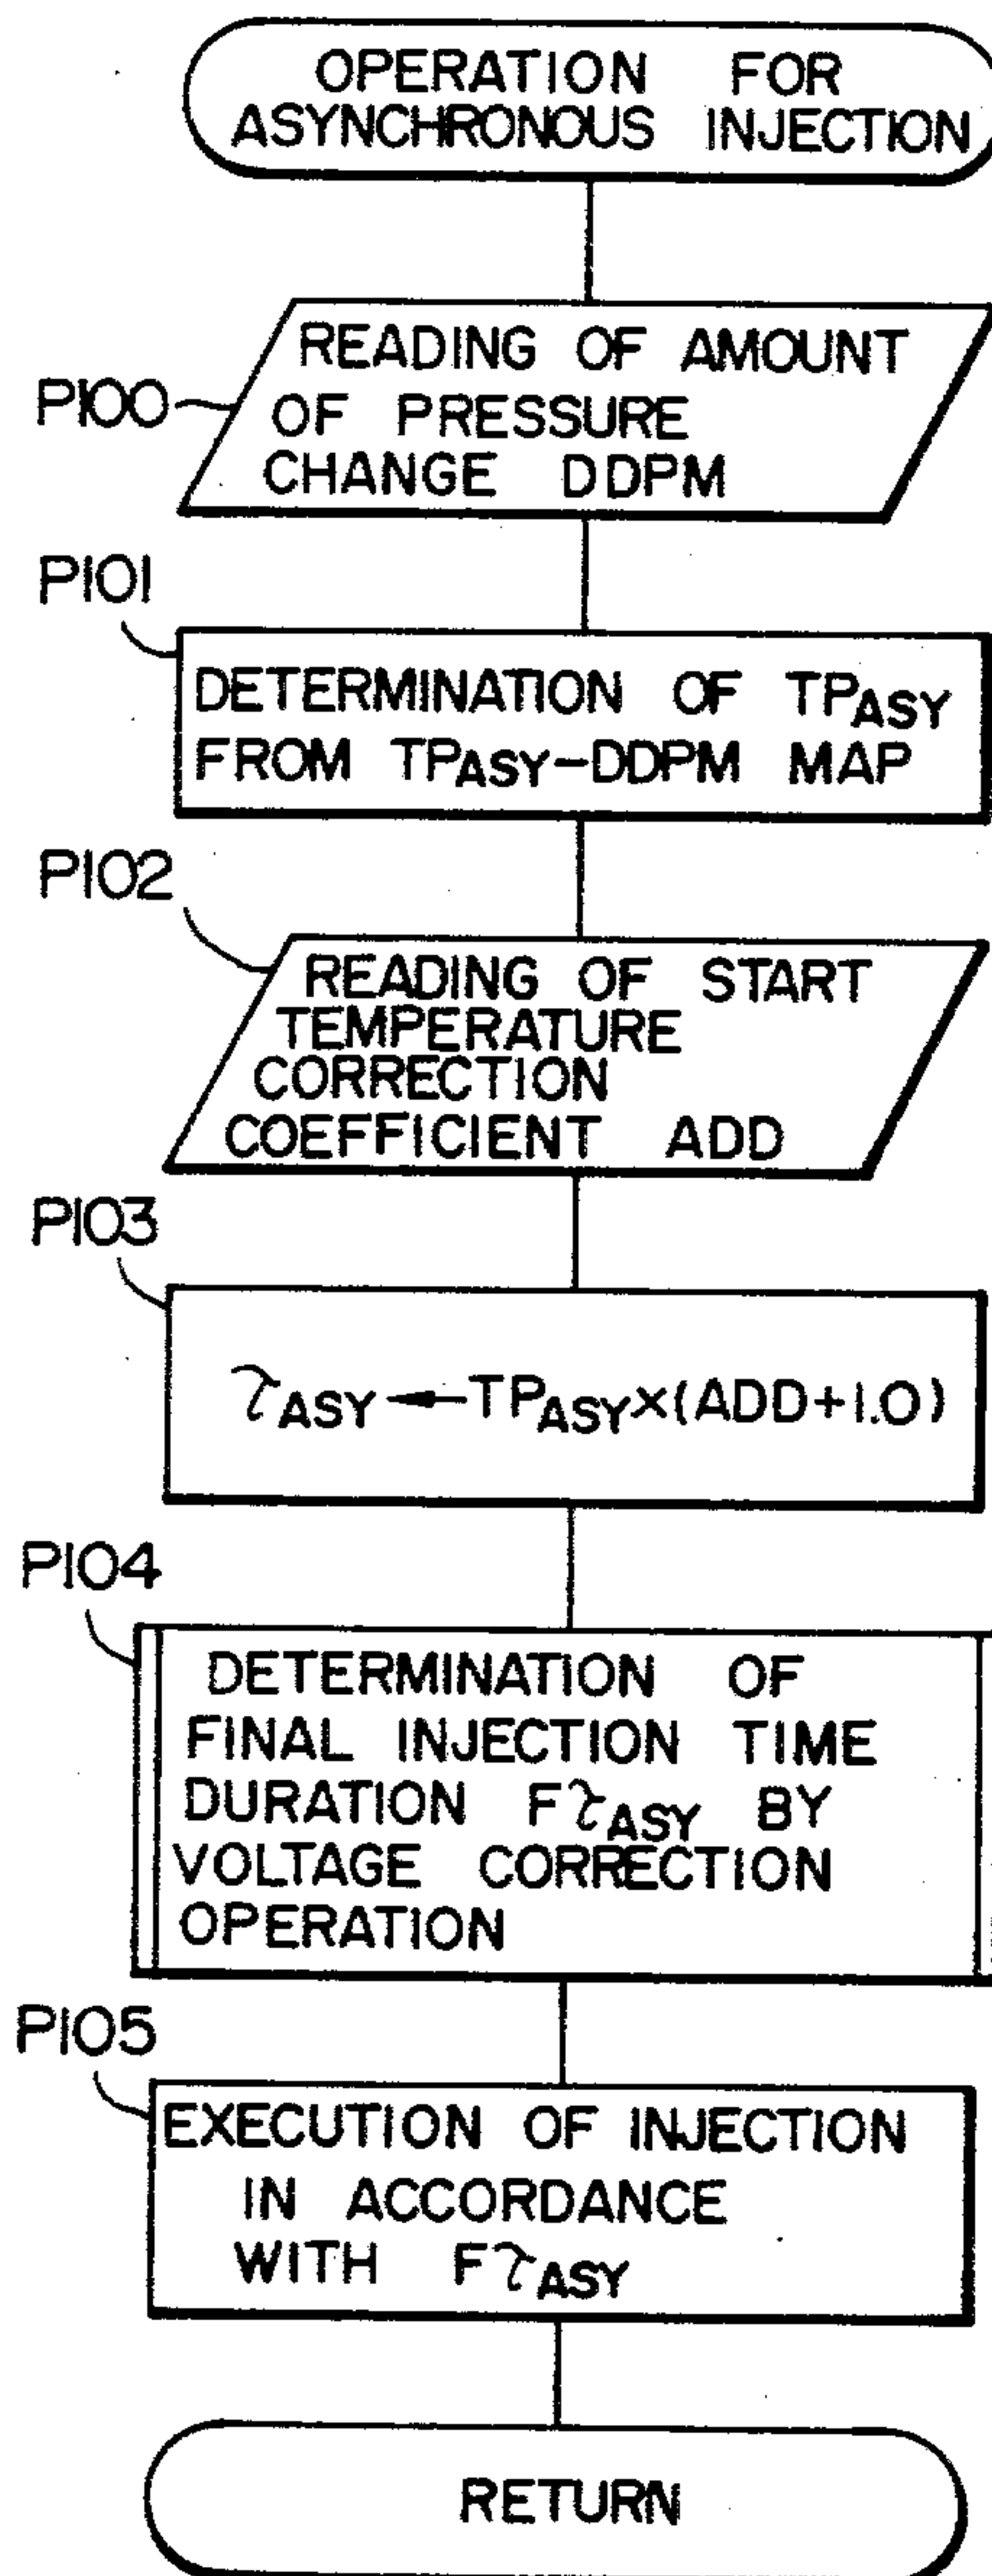 OPERATION FOR
ASYNCHRONOUS INJECTION
P100
READING OF AMOUNT
OF PRESSURE
CHANGE DDPM
P101
DETERMINATION OF TPASY
FROM TPASY-DDPM MAP
P102
READING OF START
TEMPERATURE
CORRECTION
COEFFICIENT ADD
P103
τASY ← TPASY×(ADD+1.0)
P104
DETERMINATION OF
FINAL INJECTION TIME
DURATION FτASY BY
VOLTAGE CORRECTION
OPERATION
P105
EXECUTION OF INJECTION
IN ACCORDANCE
WITH FτASY
RETURN